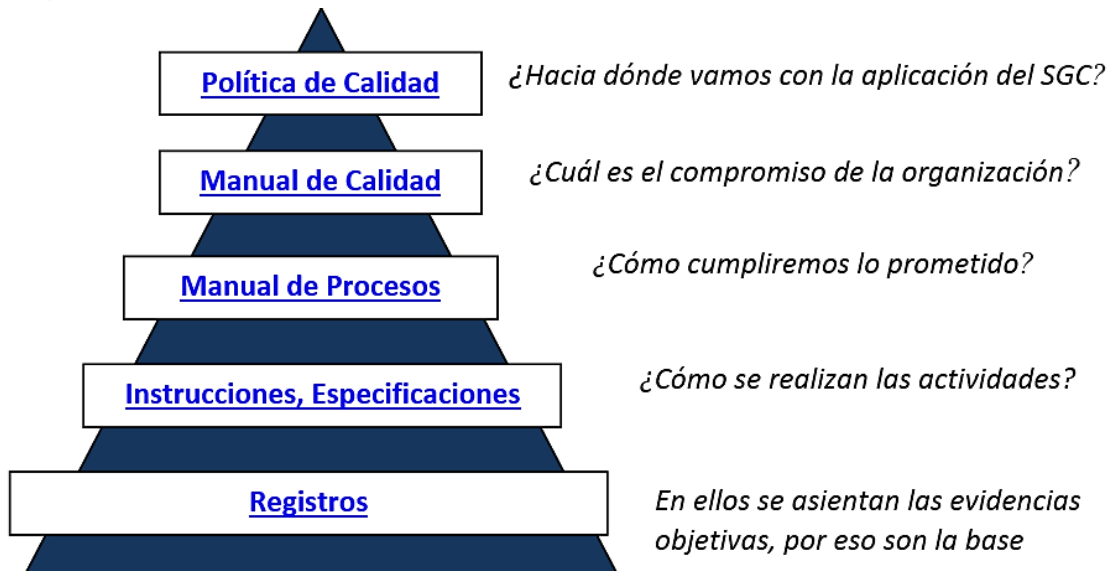 Política de Calidad
¿Hacia dónde vamos con la aplicación del SGC?
Manual de Calidad
¿Cuál es el compromiso de la organización?
Manual de Procesos
¿Cómo cumpliremos lo prometido?
Instrucciones, Especificaciones
¿Cómo se realizan las actividades?
Registros
En ellos se asientan las evidencias
objetivas, por eso son la base